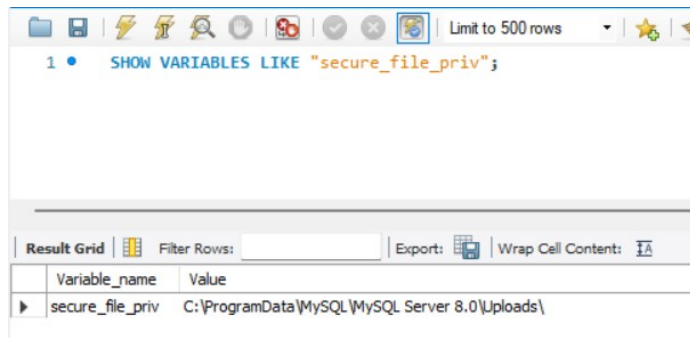 Limit to 500 rows
1 SHOW VARIABLES LIKE "secure_file_priv";
Result Grid Filter Rows: Export: Wrap Cell Content: IA
Variable_name Value
secure_file_priv C:\ProgramData\MySQL\MySQL Server 8.0\Uploads\